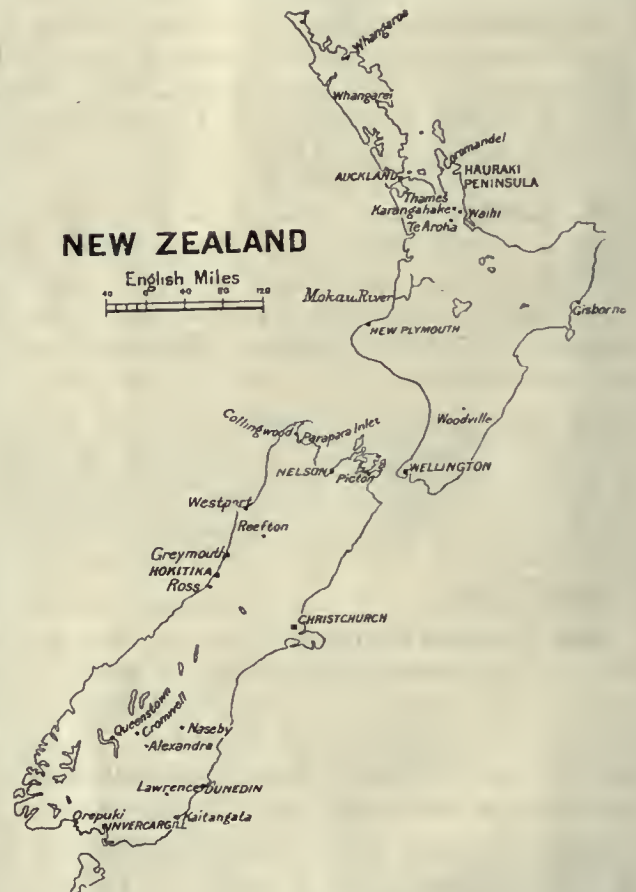 Whangaroa
Whangarei
Coromandel
AUCKLAND
HAURAKI
PENINSULA
Thames
Karangahake
Waihi
Te Aroha
NEW ZEALAND
English Miles
40 0 40 80 120
Mokau River
Gisborne
NEW PLYMOUTH
Woodville
Collingwood
Parapara Inlet
NELSON
Picton
WELLINGTON
Westport
Reefton
Greymouth
HOKITIKA
Ross
CHRISTCHURCH
Queenstown
Cromwell
Naseby
Alexandra
Lawrence
DUNEDIN
Orepuki
INVERCARGILL
Kaitangata